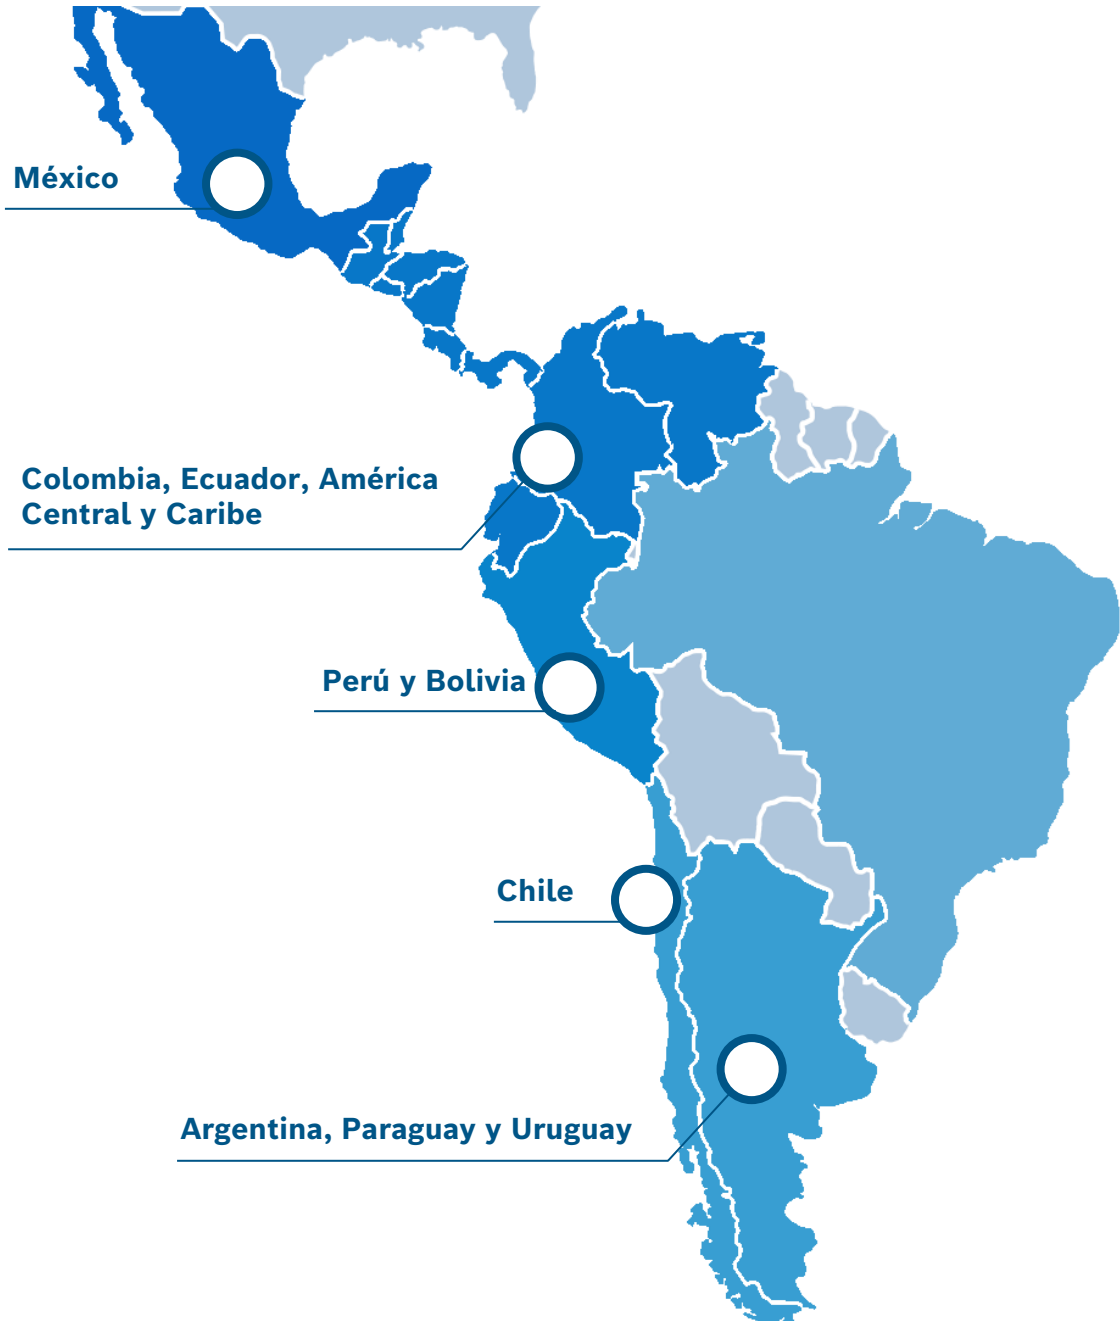 México
Colombia, Ecuador, América
Central y Caribe
Perú y Bolivia
Chile
Argentina, Paraguay y Uruguay